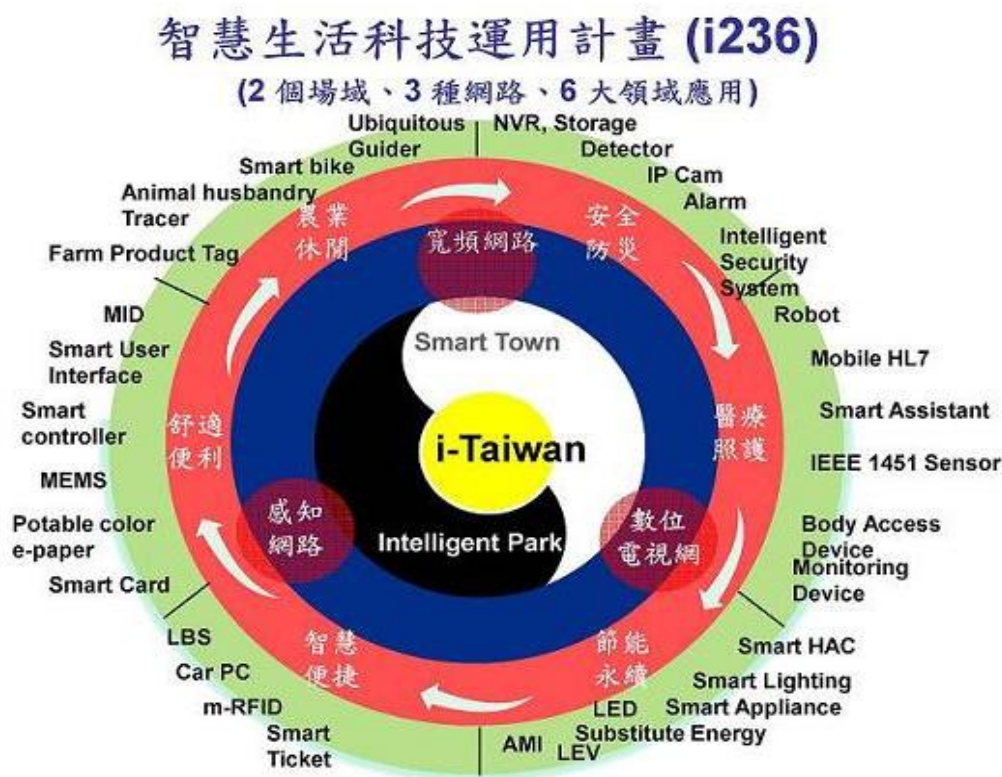 智慧生活科技運用計畫 (i236)
(2 個場域、3 種網路、6 大領域應用)
Ubiquitous
Guider
Smart bike
Animal husbandry
Tracer
Farm Product Tag
MID
Smart User
Interface
Smart
controller
MEMS
Potable color
e-paper
Smart Card
LBS
Car PC
m-RFID
Smart
Ticket
NVR, Storage
Detector
IP Cam
Alarm
Intelligent
Security
System
Robot
Mobile HL7
Smart Assistant
IEEE 1451 Sensor
Body Access
Device
Monitoring
Device
Smart HAC
Smart Lighting
Smart Appliance
Substitute Energy
LED
LEV
AMI
農業
休閒
安全
防災
醫療
照護
節能
永續
智慧
便捷
舒適
便利
寬頻網路
感知
網路
數位
電視網
Smart Town
i-Taiwan
Intelligent Park